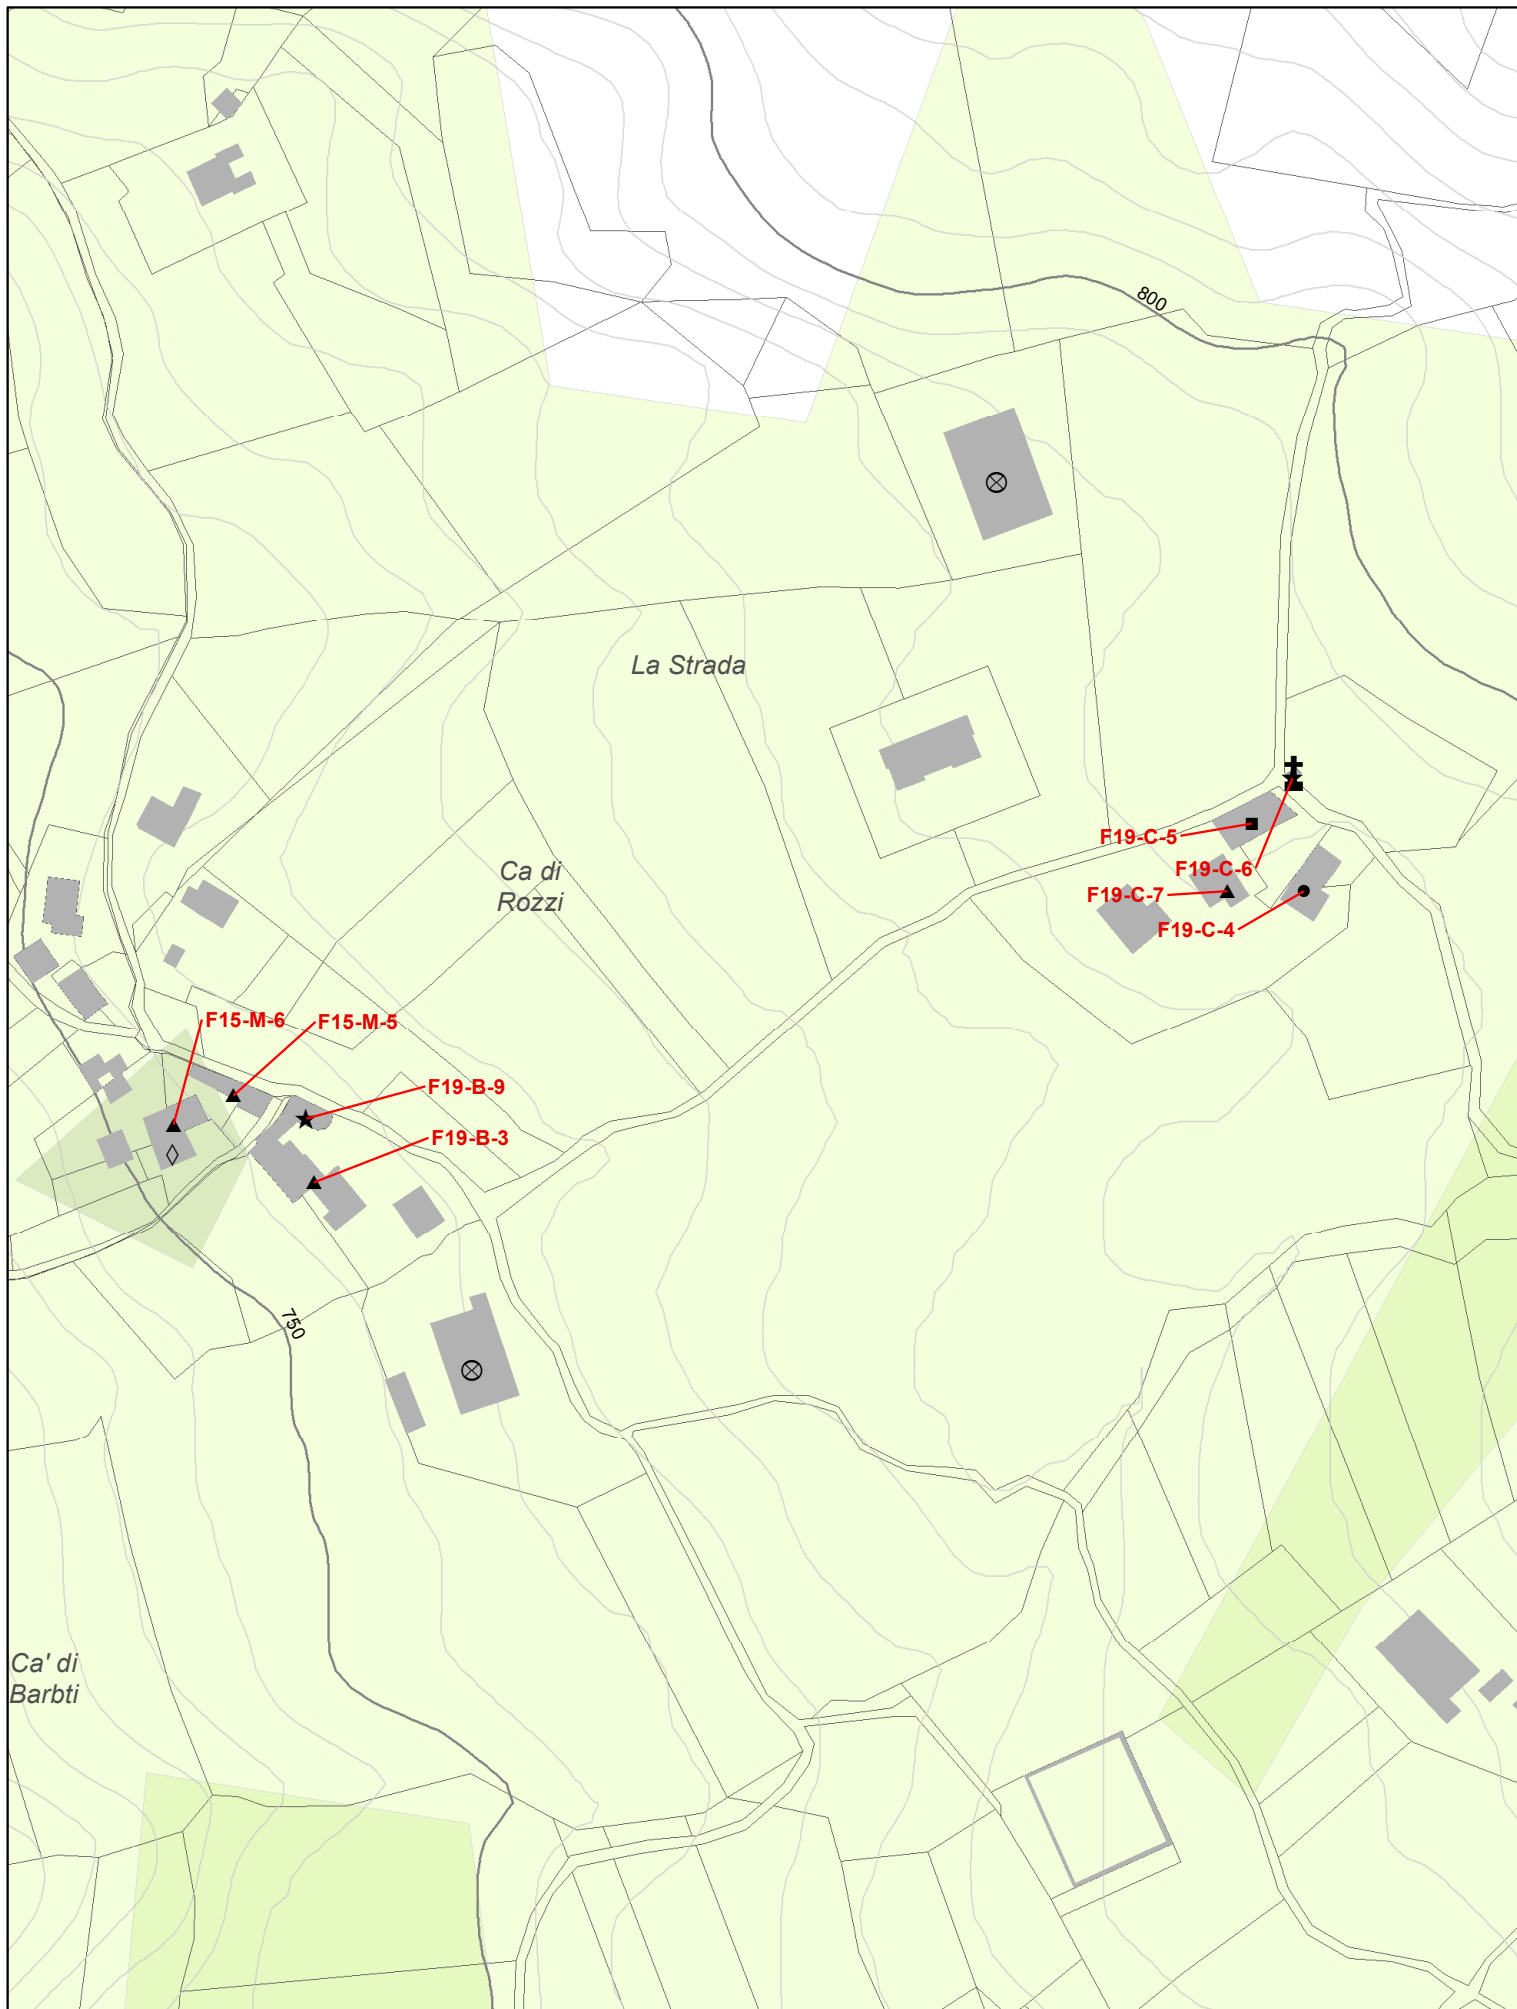 800
La Strada
F19-C-5
Ca di
Rozzi
F19-C-6
F19-C-7
F19-C-4
F15-M-6
F15-M-5
F19-B-9
F19-B-3
750
Ca' di
Barbti